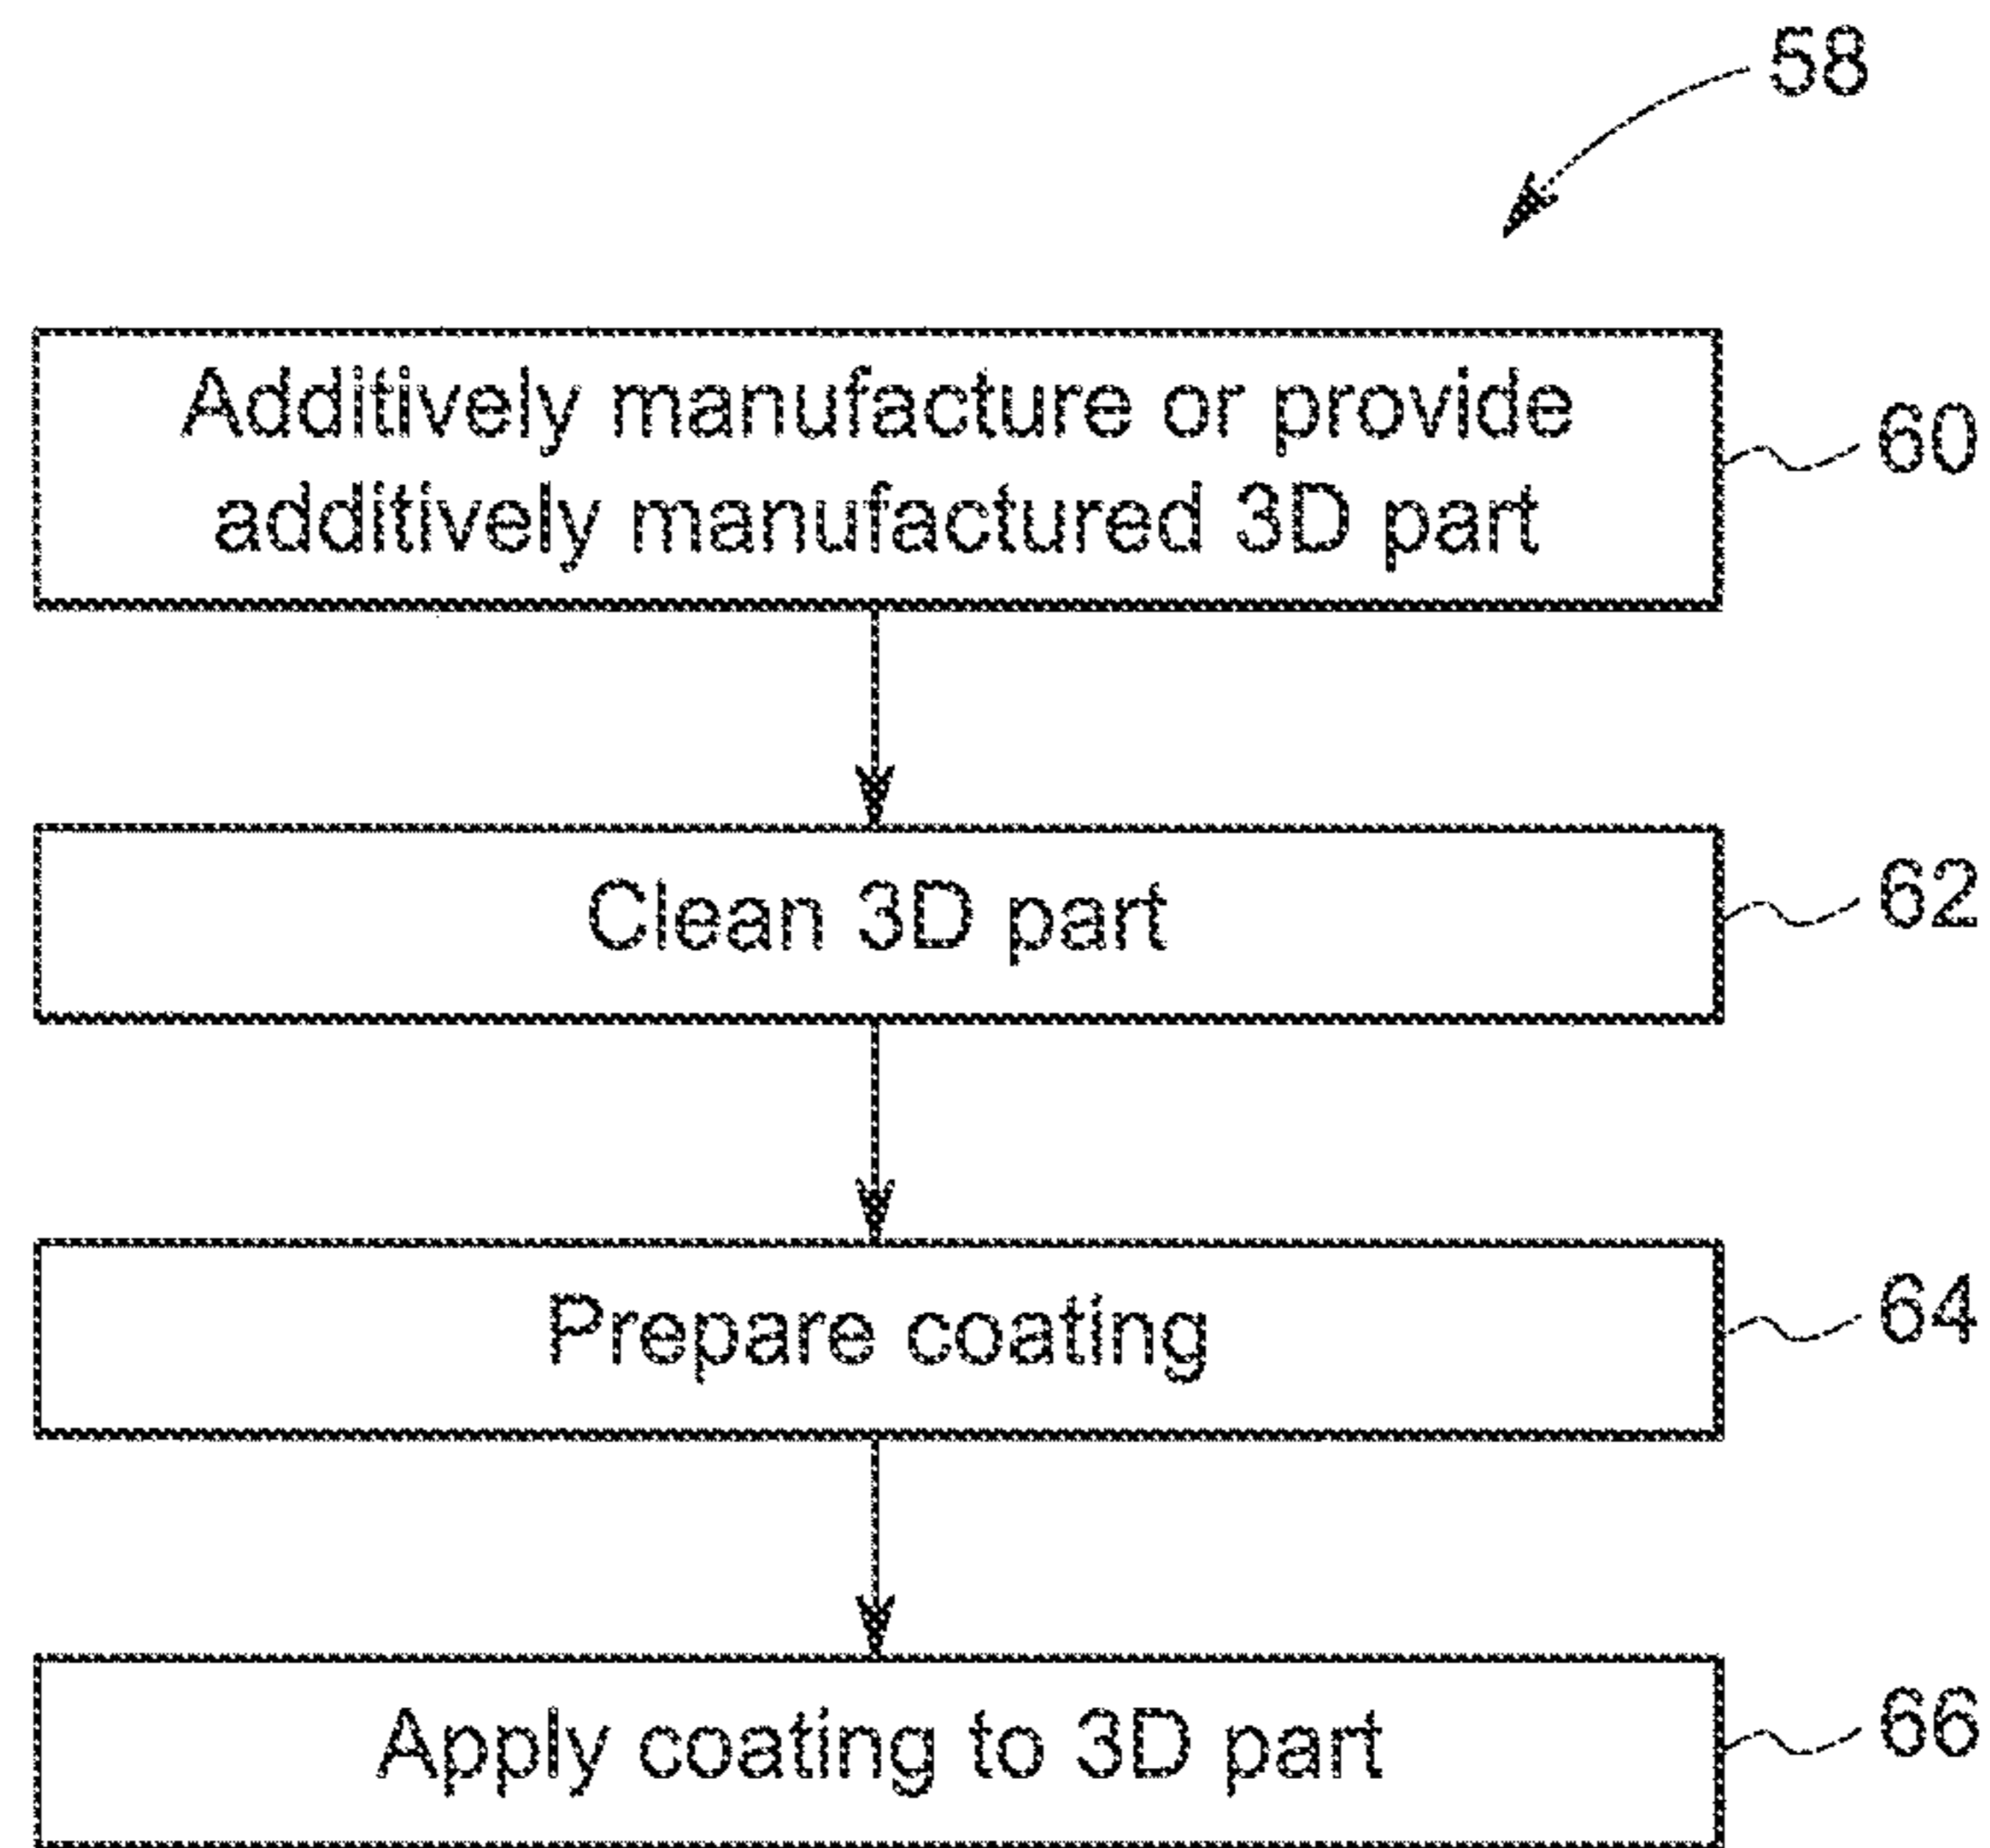 58
Additively manufacture or provide
additively manufactured 3D part
60
Clean 3D part
62
Prepare coating
64
Apply coating to 3D part
66